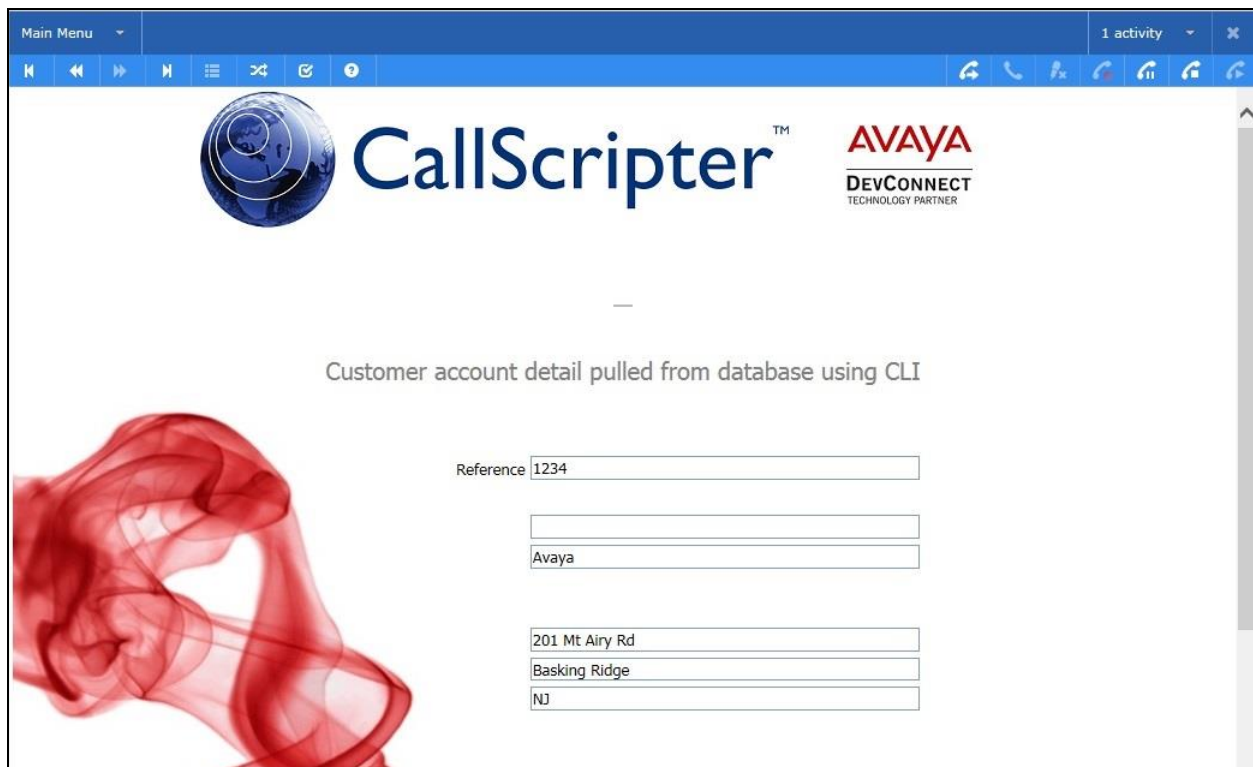 Main Menu
1 activity
CallScripter™
AVAYA
DEVCONNECT
TECHNOLOGY PARTNER
Customer account detail pulled from database using CLI
Reference 1234
Avaya
201 Mt Airy Rd
Basking Ridge
NJ